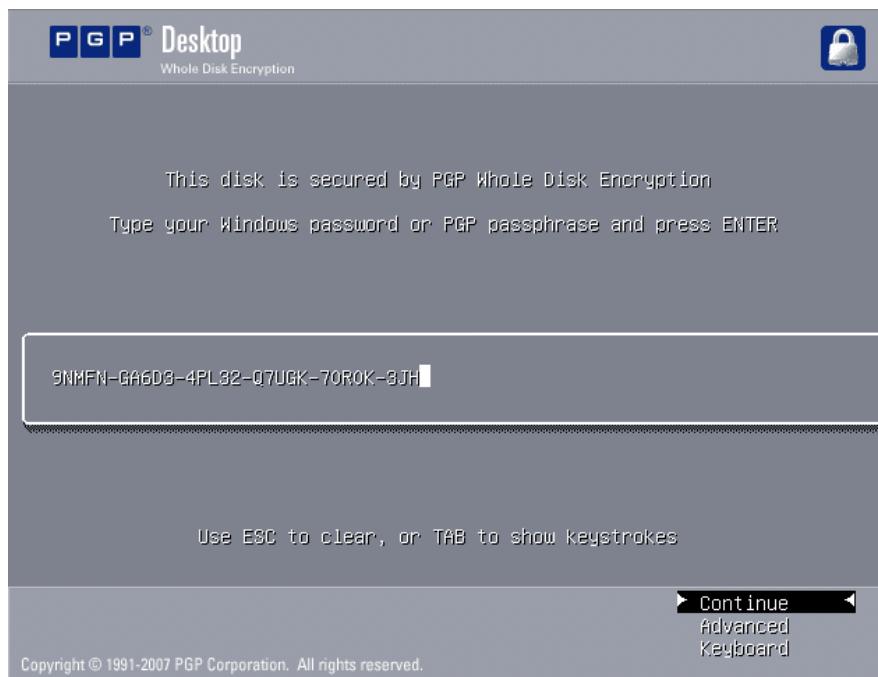 PGP® Desktop
Whole Disk Encryption
This disk is secured by PGP Whole Disk Encryption
Type your Windows password or PGP passphrase and press ENTER
9NMFN-GA6D3-4PL32-Q7UGK-7OROK-3JH
Use ESC to clear, or TAB to show keystrokes
Continue
Advanced
Keyboard
Copyright © 1991-2007 PGP Corporation. All rights reserved.